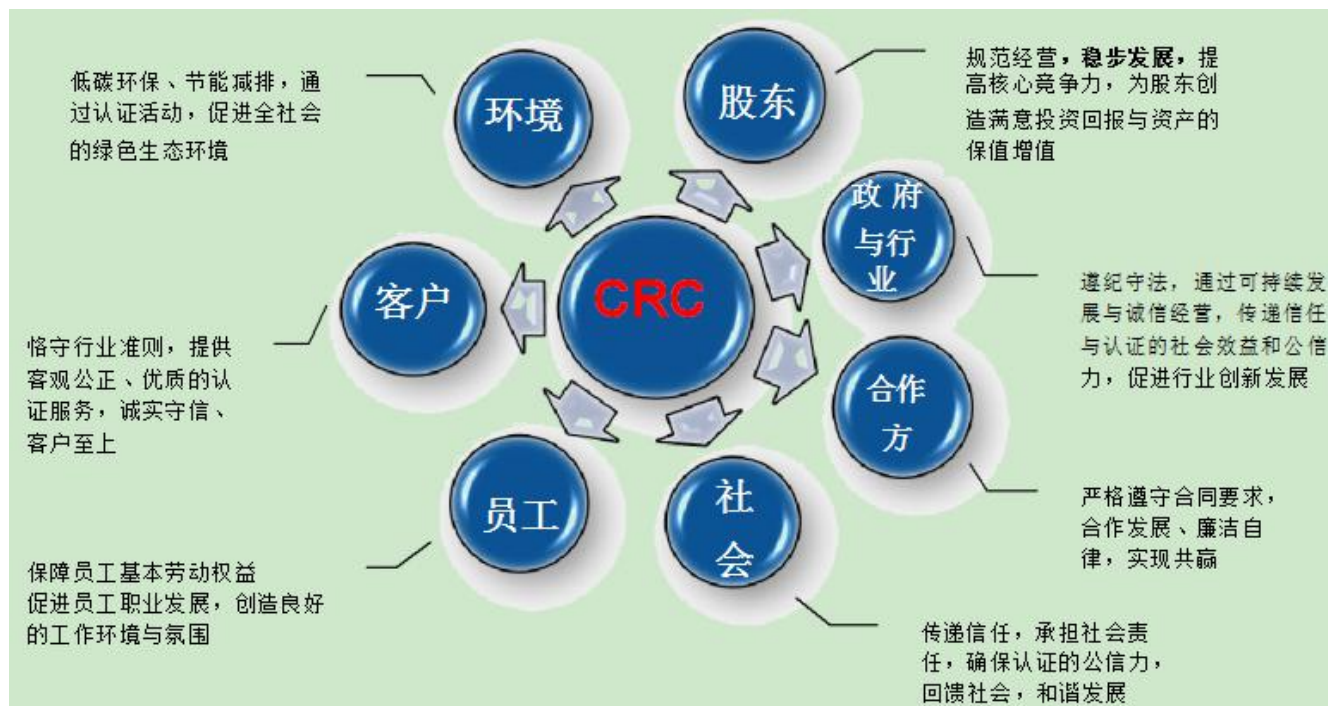 低碳环保、节能减排，通
过认证活动，促进全社会
的绿色生态环境
环境
股东
规范经营，稳步发展，提
高核心竞争力，为股东创
造满意投资回报与资产的
保值增值
政 府
与行
业
遵纪守法，通过可持续发
展与诚信经营，传递信任
与认证的社会效益和公信
力，促进行业创新发展
客户
CRC
恪守行业准则，提供
客观公正、优质的认
证服务，诚实守信、
客户至上
合作
方
严格遵守合同要求，
合作发展、廉洁自
律，实现共赢
员工
社
会
保障员工基本劳动权益
促进员工职业发展，创造良好
的工作环境与氛围
传递信任，承担社会责
任，确保认证的公信力，
回馈社会，和谐发展